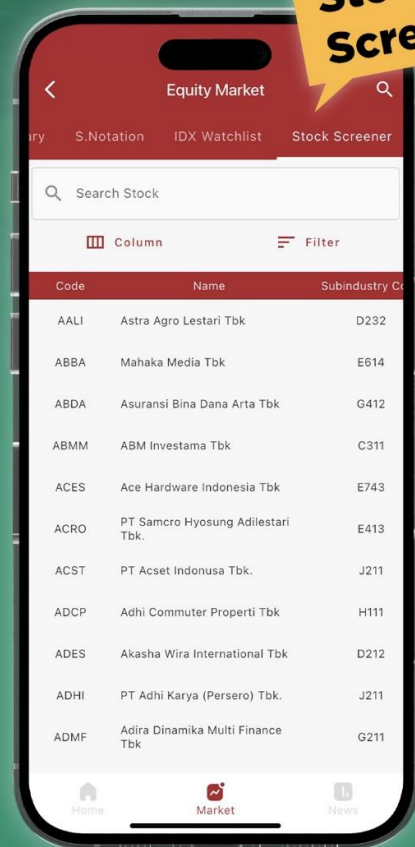 Scre
Equity Market
S.Notation IDX Watchlist Stock Screener
Search Stock
Column Filter
Code Name Subindustry
AALI Astra Agro Lestari Tbk D232
ABBA Mahaka Media Tbk E614
ABDA Asuransi Bina Dana Arta Tbk G412
ABMM ABM Investama Tbk C311
ACES Ace Hardware Indonesia Tbk E743
ACRO PT Samcro Hyosung Adilestari
Tbk. E413
ACST PT Acset Indonusa Tbk. J211
ADCP Adhi Commuter Properti Tbk H111
ADES Akasha Wira International Tbk D212
ADHI PT Adhi Karya (Persero) Tbk. J211
ADMF Adira Dinamika Multi Finance
Tbk G211
Home Market News